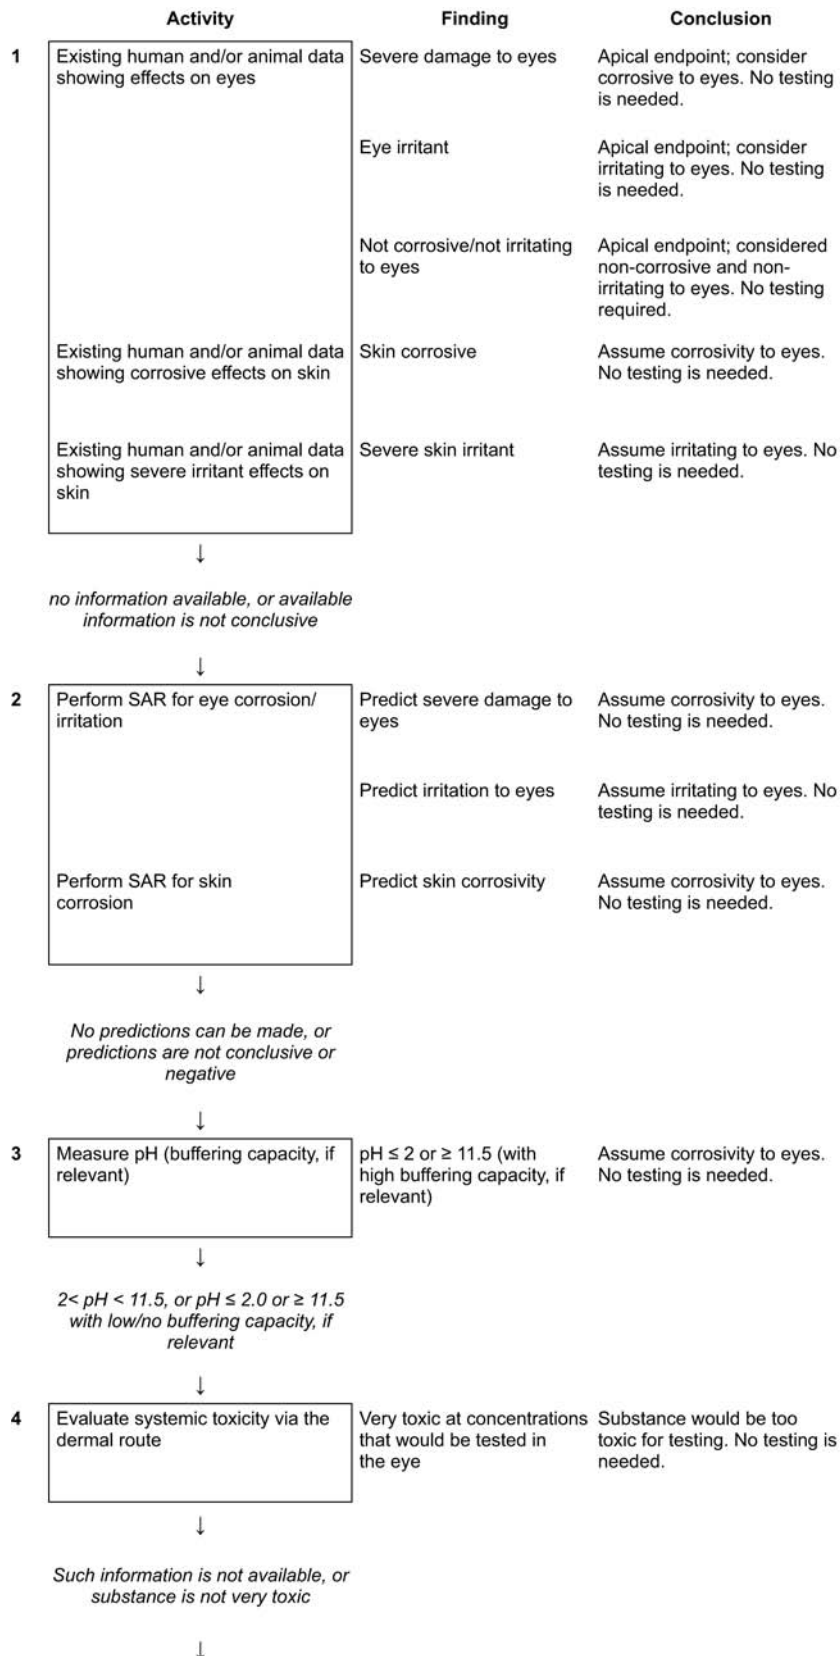 Activity Finding Conclusion
1 Existing human and/or animal data Severe damage to eyes Apical endpoint; consider
showing effects on eyes corrosive to eyes. No testing
is needed.
Eye irritant Apical endpoint; consider
irritating to eyes. No testing
is needed.
Not corrosive/not irritating Apical endpoint; considered
to eyes non-corrosive and non-
irritating to eyes. No testing
required.
Existing human and/or animal data Skin corrosive Assume corrosivity to eyes.
showing corrosive effects on skin No testing is needed.
Existing human and/or animal data Severe skin irritant Assume irritating to eyes. No
showing severe irritant effects on testing is needed.
skin
↓
no information available, or available
information is not conclusive
↓
2 Perform SAR for eye corrosion/ Predict severe damage to Assume corrosivity to eyes.
irritation eyes No testing is needed.
Predict irritation to eyes Assume irritating to eyes. No
testing is needed.
Perform SAR for skin Predict skin corrosivity Assume corrosivity to eyes.
corrosion No testing is needed.
↓
No predictions can be made, or
predictions are not conclusive or
negative
↓
3 Measure pH (buffering capacity, if pH ≤ 2 or ≥ 11.5 (with Assume corrosivity to eyes.
relevant) high buffering capacity, if No testing is needed.
relevant)
↓
2< pH < 11.5, or pH ≤ 2.0 or ≥ 11.5
with low/no buffering capacity, if
relevant
↓
4 Evaluate systemic toxicity via the Very toxic at concentrations Substance would be too
dermal route that would be tested in toxic for testing. No testing is
the eye needed.
↓
Such information is not available, or
substance is not very toxic
↓